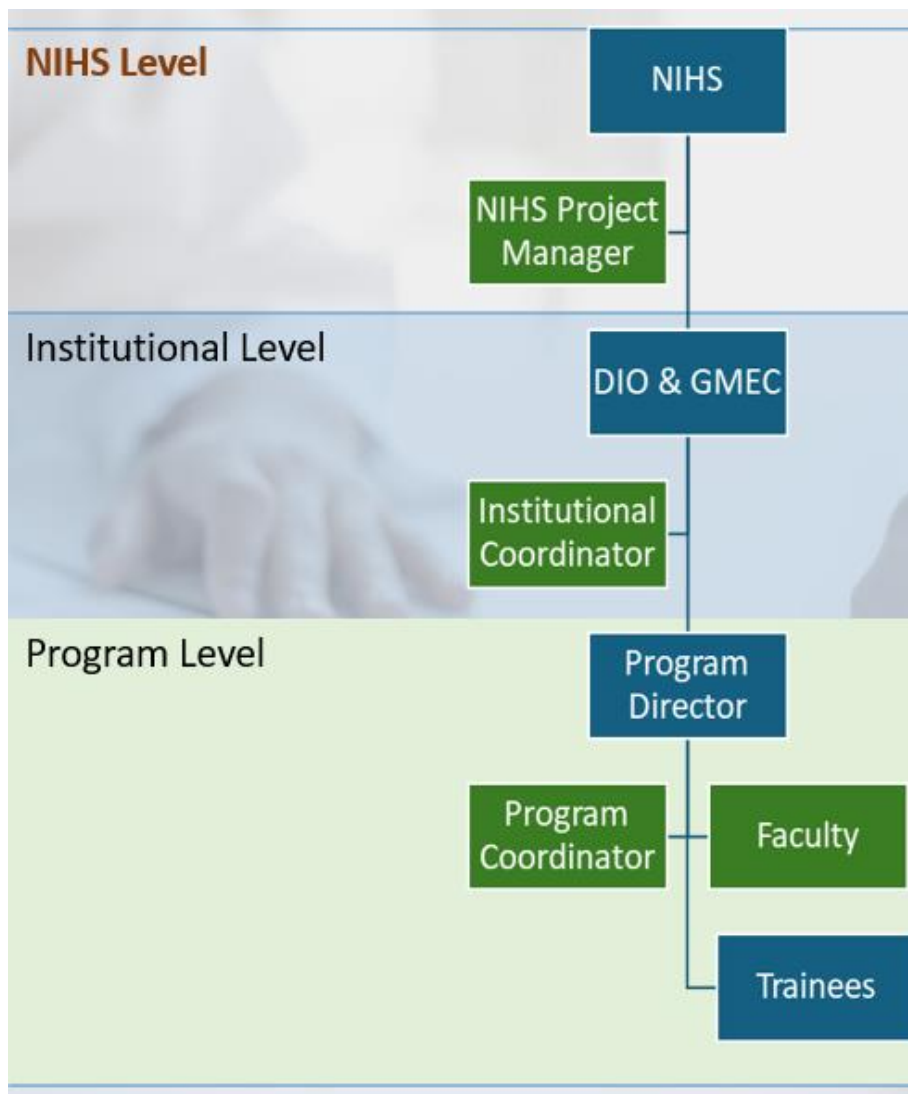 NIHS Level
NIHS
NIHS Project
Manager
Institutional Level
DIO & GMEC
Institutional
Coordinator
Program Level
Program
Director
Program
Coordinator
Faculty
Trainees